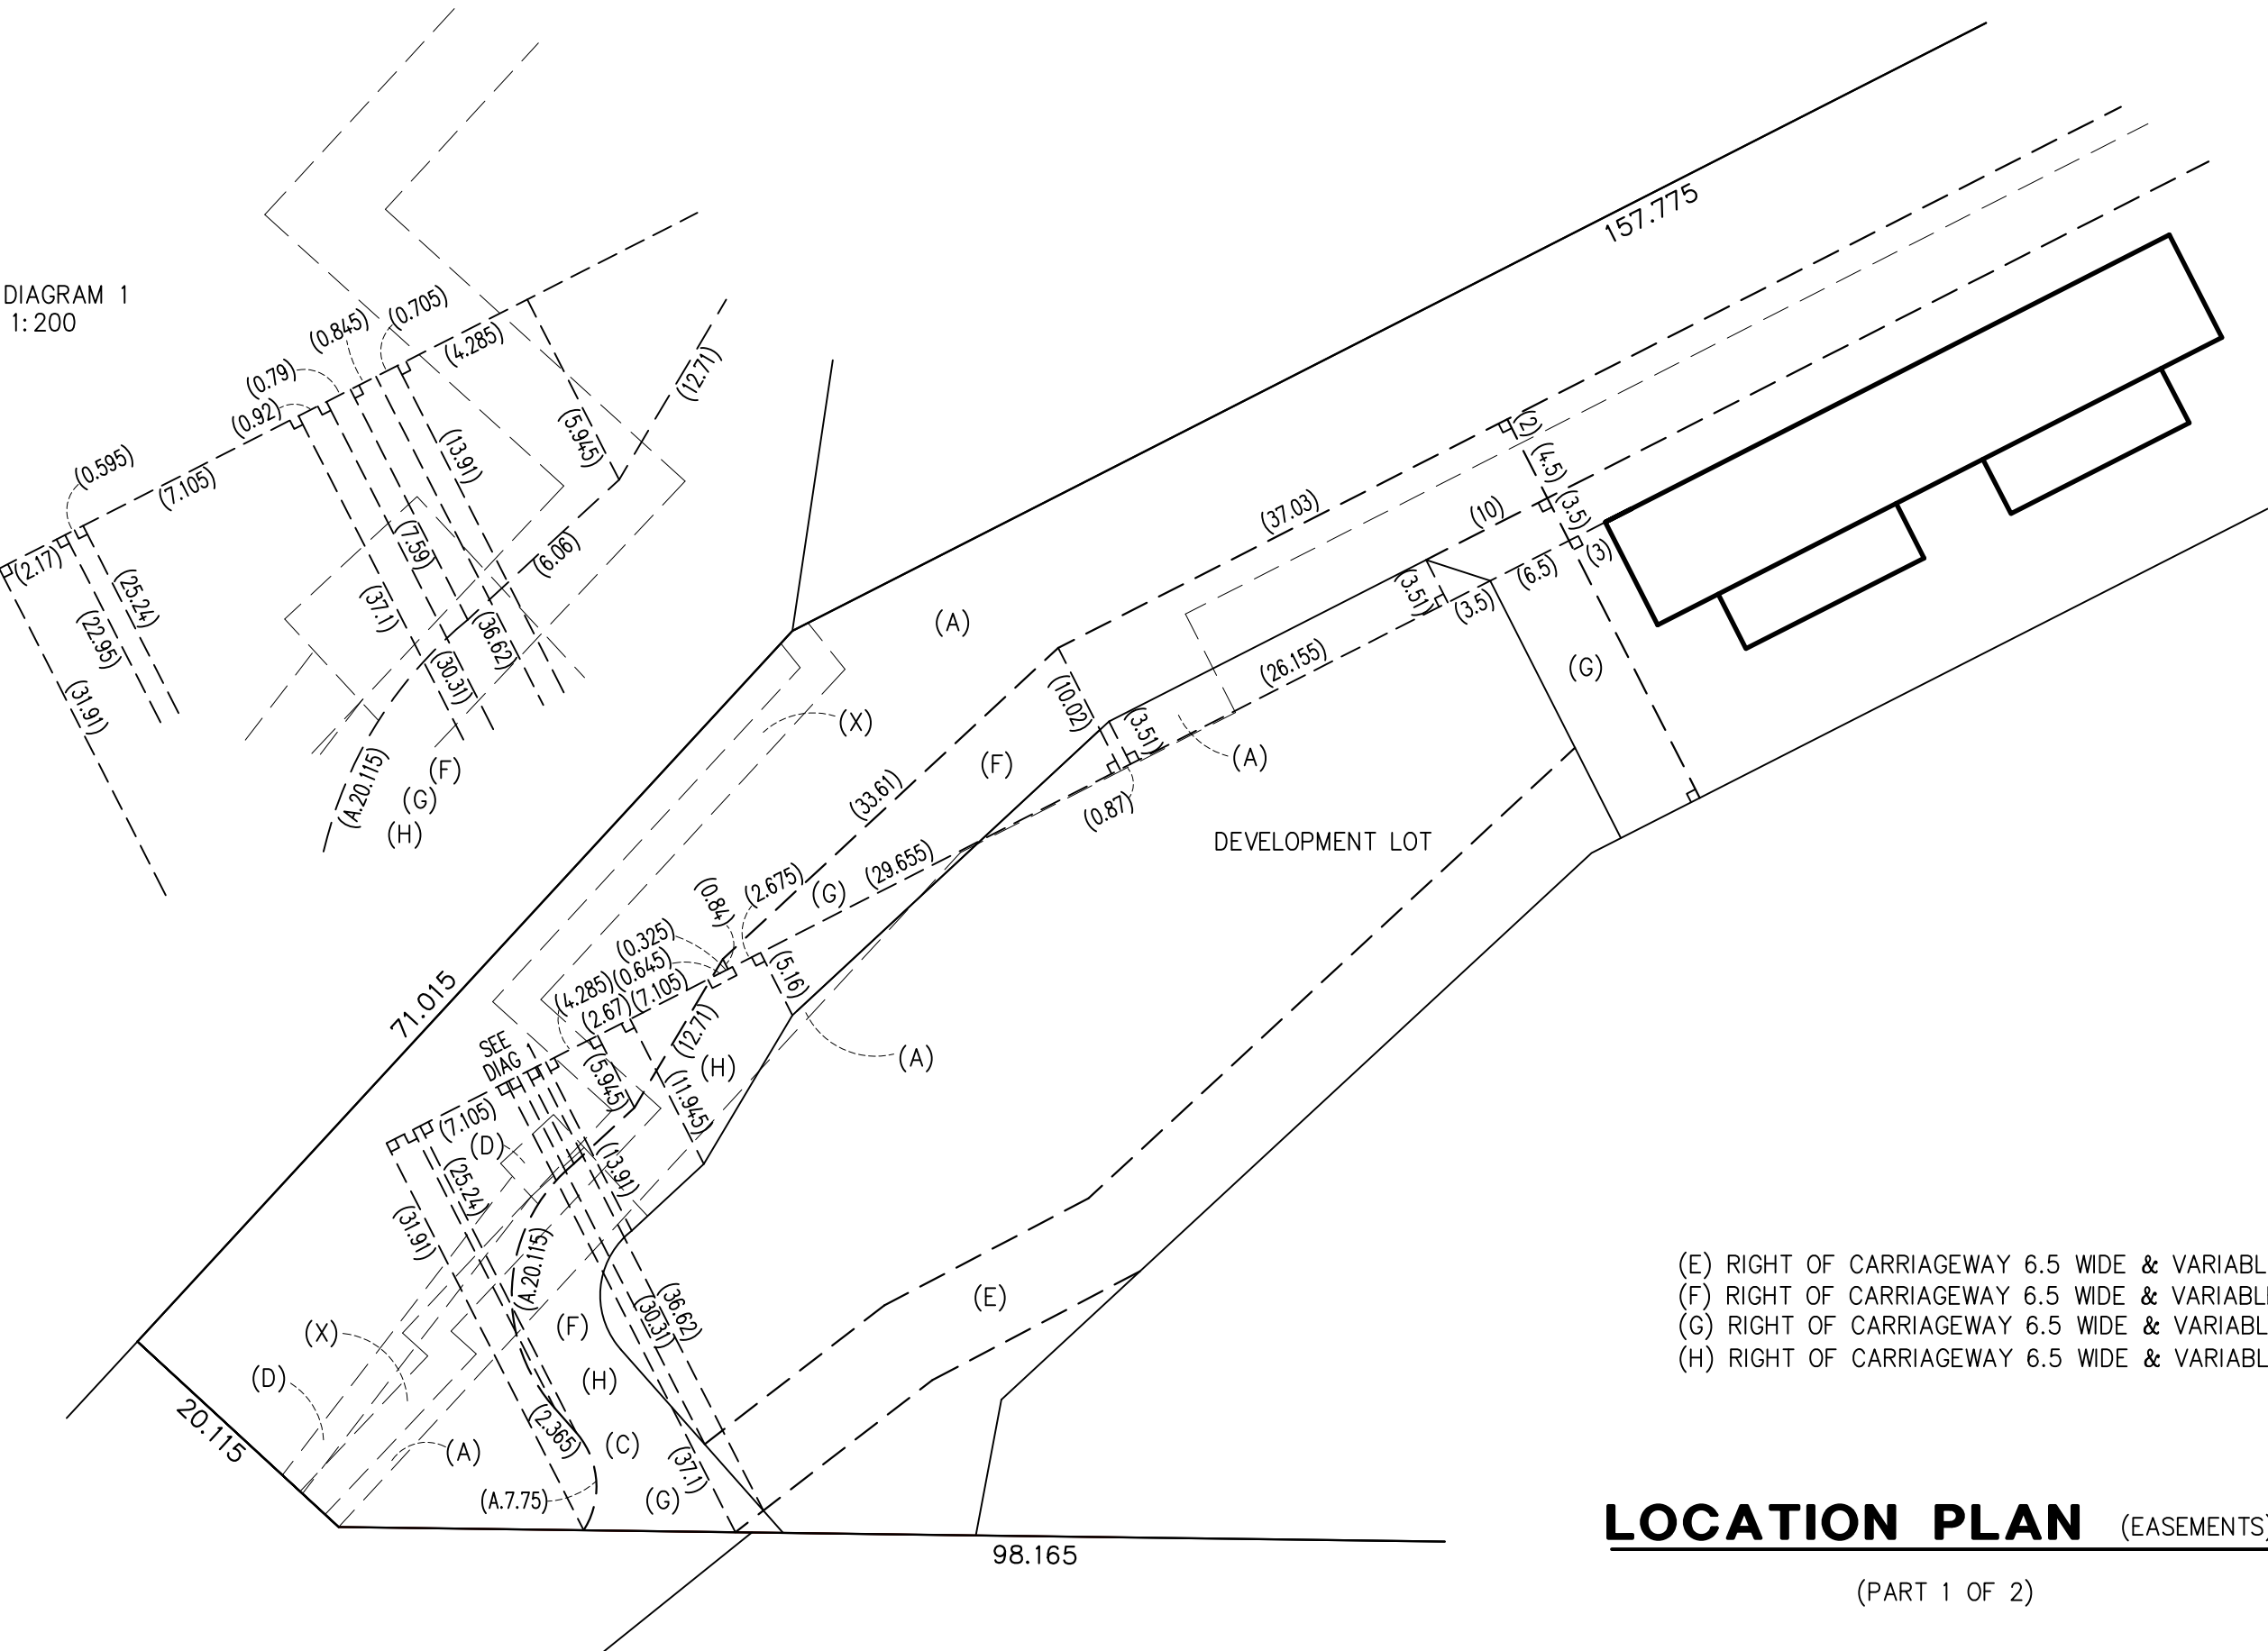 157.775
DIAGRAM 1
1:200
(0.705)
(0.845)
(4.285)
(0.79)
(0.92)
(12.71)
(5.945)
(0.595)
(7.105)
(13.91)
(2.17)
(7.59)
(6.06)
(25.24)
(37.1)
(22.95)
(36.62)
(30.31)
(31.91)
(A.20.115)
(F)
(G)
(H)
(2)
(4.5)
(37.03)
(10)
(3.5)
(3)
(6.5)
(3.51)
(3.5)
(A)
(26.155)
(G)
(10.02)
(3.51)
(X)
(A)
(F)
(33.61)
(0.87)
DEVELOPMENT LOT
(29.655)
(2.675)
(G)
(0.84)
(0.325)
(0.645)
(5.16)
(4.285)
(7.105)
(2.67)
71.015
(12.71)
SEE
DIAG 1
(A)
(H)
(5.945)
(11.945)
(7.105)
(D)
(13.91)
(25.24)
(31.91)
(A.20.115)
(E)
(36.62)
(30.31)
(F)
(X)
(D)
(H)
20.115
(2.365)
(C)
(A)
(37.1)
(A.7.75)
(G)
98.165
(E) RIGHT OF CARRIAGEWAY 6.5 WIDE & VARIABL
(F) RIGHT OF CARRIAGEWAY 6.5 WIDE & VARIABL
(G) RIGHT OF CARRIAGEWAY 6.5 WIDE & VARIABL
(H) RIGHT OF CARRIAGEWAY 6.5 WIDE & VARIABL
LOCATION PLAN (EASEMENTS)
(PART 1 OF 2)